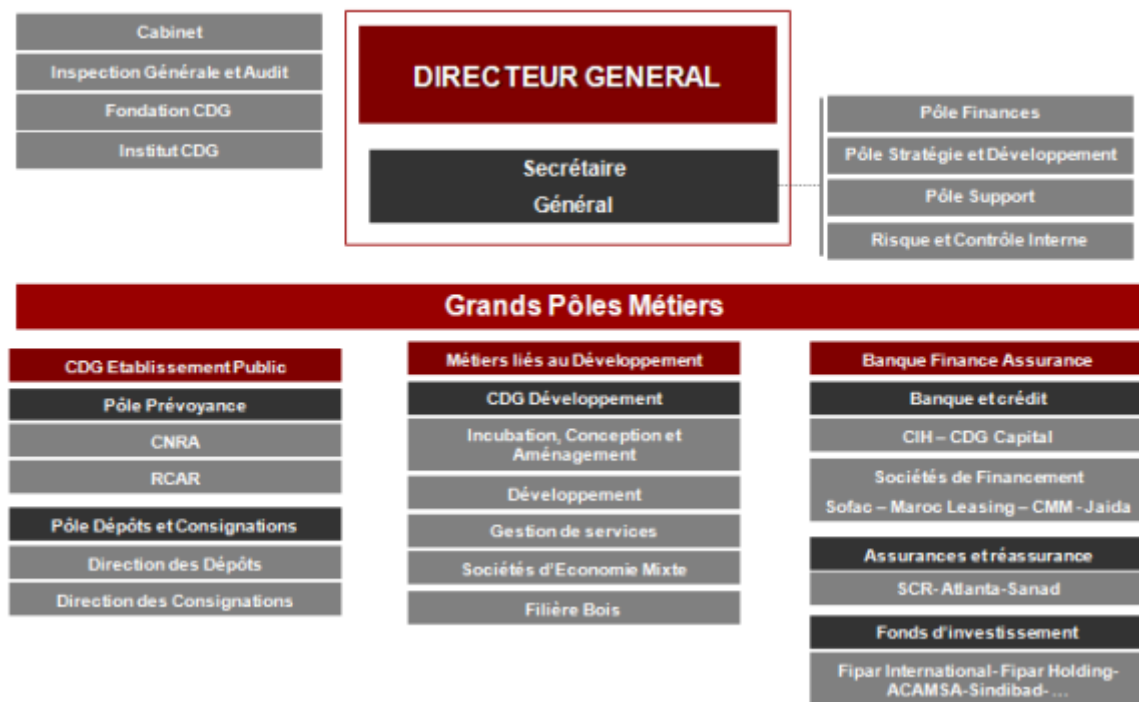 Cabinet
Inspection Générale et Audit
Fondation CDG
Institut CDG
DIRECTEUR GENERAL
Secrétaire
Général
Pôle Finances
Pôle Stratégie et Développement
Pôle Support
Risque et Contrôle Interne
Grands Pôles Métiers
CDG Etablissement Public
Pôle Prévoyance
CNRA
RCAR
Pôle Dépôts et Consignations
Direction des Dépôts
Direction des Consignations
Métiers liés au Développement
CDG Développement
Incubation, Conception et
Aménagement
Développement
Gestion de services
Sociétés d'Economie Mixte
Filière Bois
Banque Finance Assurance
Banque et crédit
CIH – CDG Capital
Sociétés de Financement
Sofac – Maroc Leasing – CMM - Jaida
Assurances et réassurance
SCR- Atlanta-Sanad
Fonds d'investissement
Fipar International- Fipar Holding-
ACAMSA-Sindibad- ...